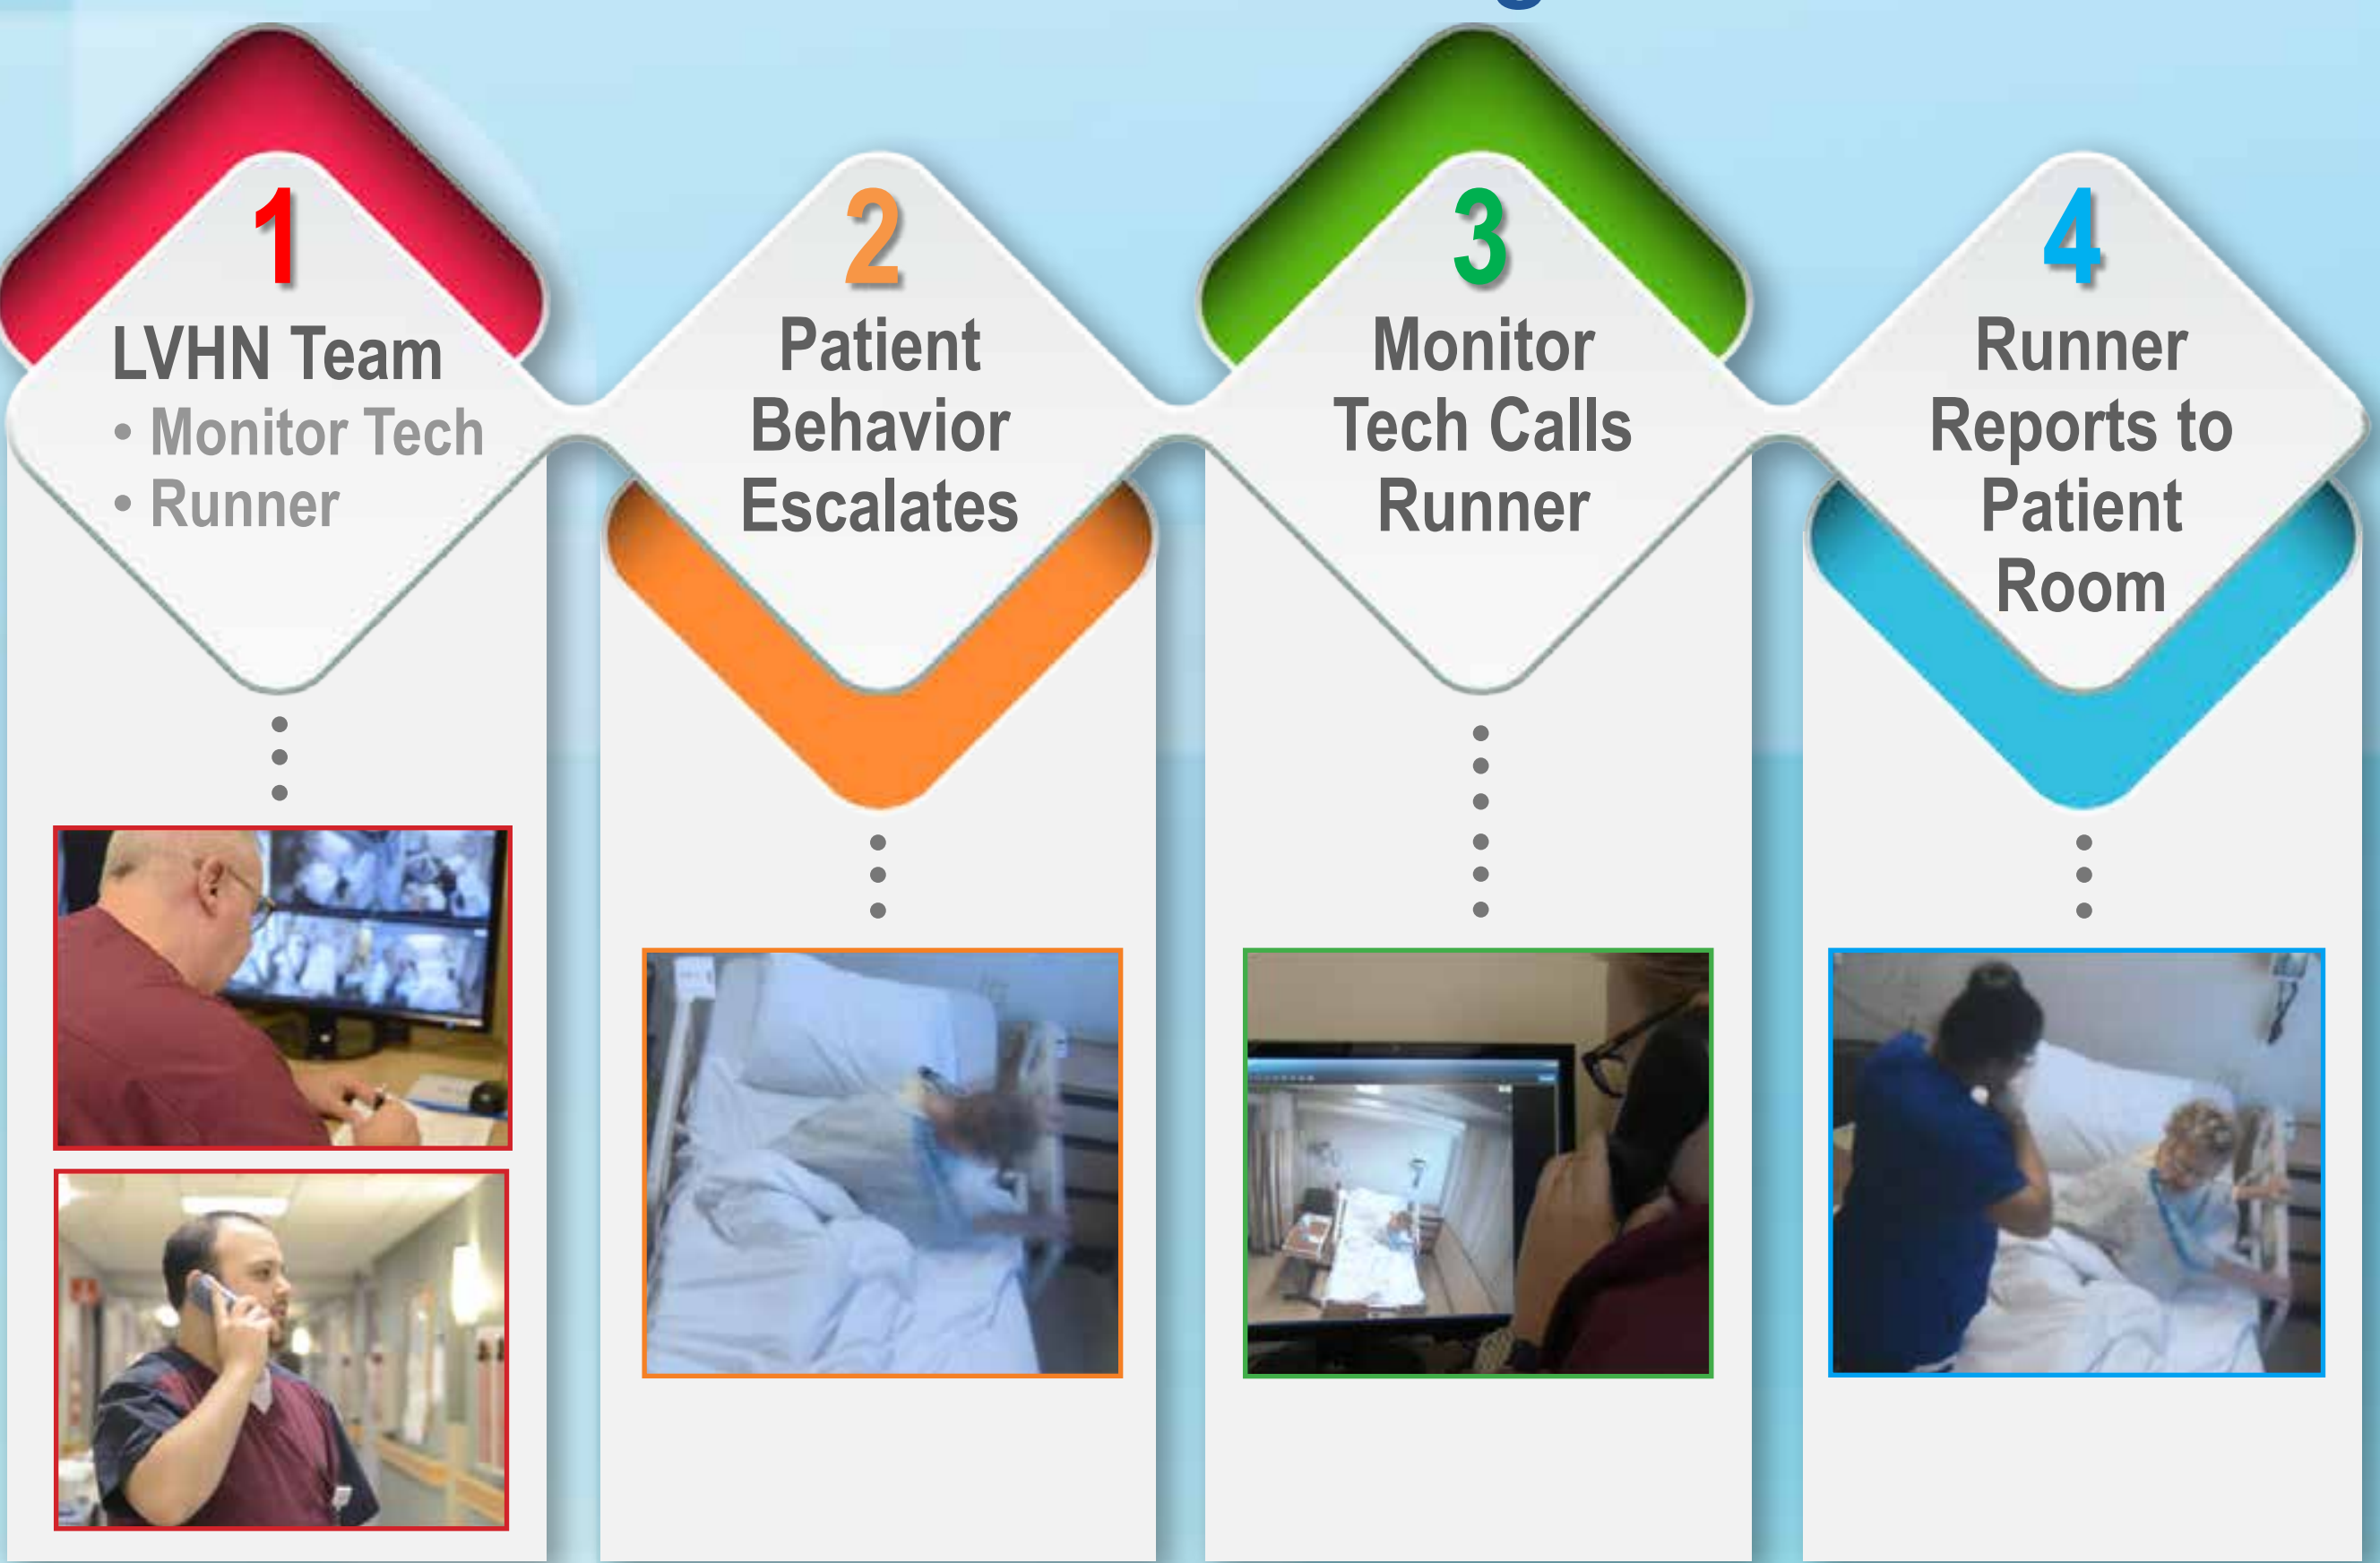 1
LVHN Team
• Monitor Tech
• Runner
2
Patient
Behavior
Escalates
3
Monitor
Tech Calls
Runner
4
Runner
Reports to
Patient
Room